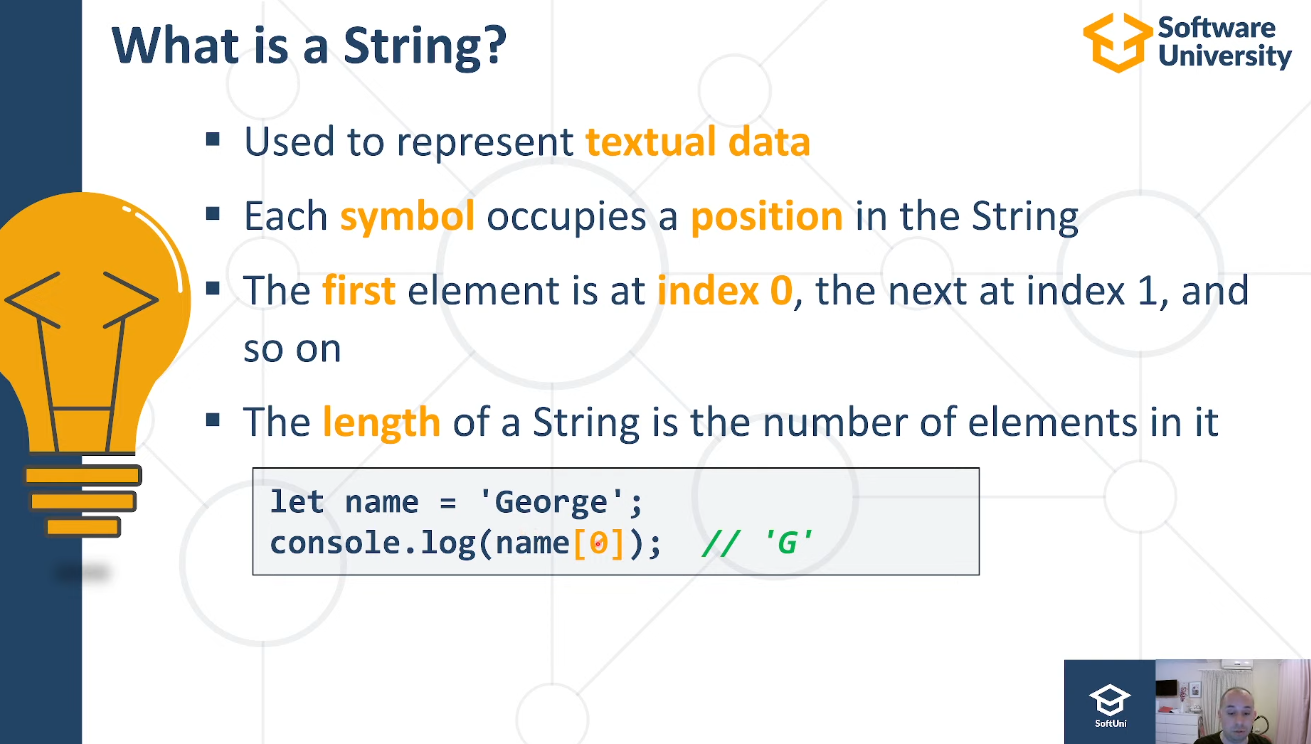 What is a String?
Software
University
▪ Used to represent textual data
▪ Each symbol occupies a position in the String
▪ The first element is at index 0, the next at index 1, and
so on
▪ The length of a String is the number of elements in it
let name = 'George';
console.log(name[0]);  // 'G'
SoftUni